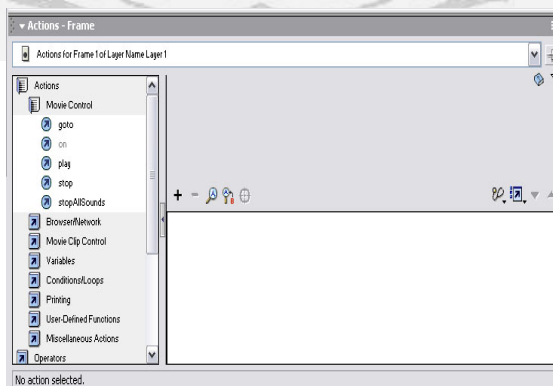 Actions - Frame
Actions for Frame 1 of Layer Name Layer 1
Actions
Movie Control
goto
on
play
stop
stopAllSounds
Browser/Network
Movie Clip Control
Variables
Conditions/Loops
Printing
User-Defined Functions
Miscellaneous Actions
Operators
No action selected.